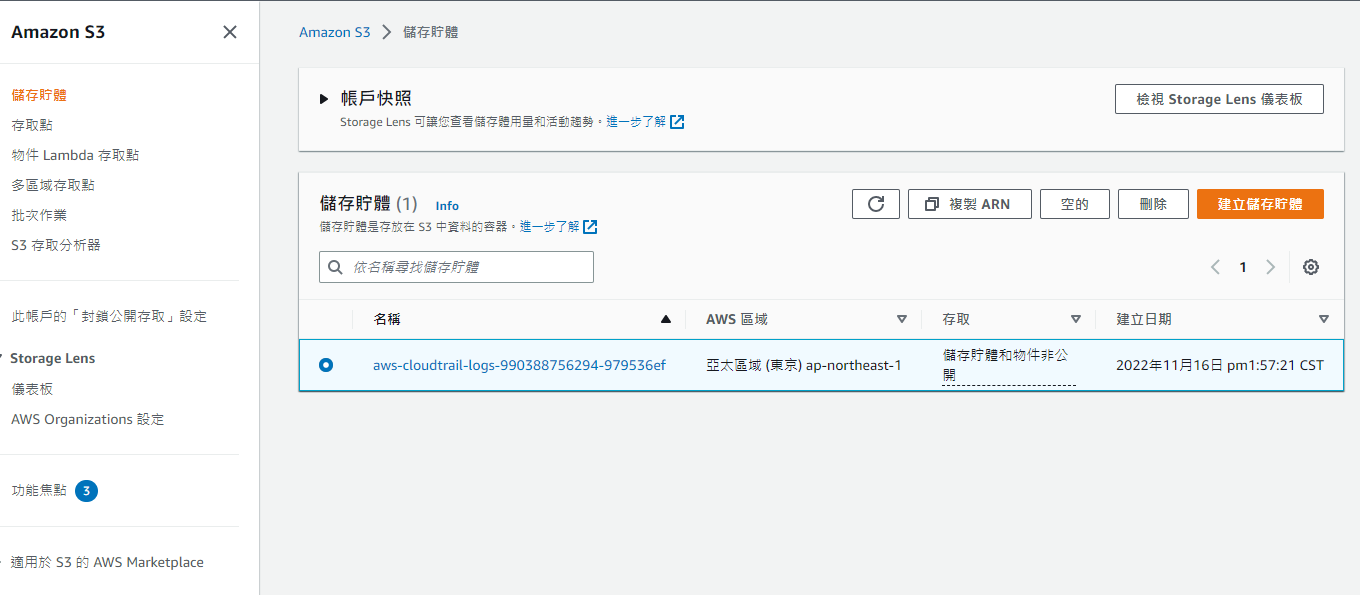 Amazon S3
儲存貯體
存取點
物件 Lambda 存取點
多區域存取點
批次作業
S3 存取分析器
此帳戶的「封鎖公開存取」設定
Storage Lens
儀表板
AWS Organizations 設定
功能焦點 3
適用於 S3 的 AWS Marketplace
Amazon S3 儲存貯體
帳戶快照
Storage Lens 可讓您查看儲存體用量和活動趨勢。進一步了解
檢視 Storage Lens 儀表板
儲存貯體 (1) Info
儲存貯體是存放在 S3 中資料的容器。進一步了解
複製 ARN 空的 刪除 建立儲存貯體
依名稱尋找儲存貯體
1
名稱 AWS 區域 存取 建立日期
aws-cloudtrail-logs-990388756294-979536ef 亞太區域 (東京) ap-northeast-1 儲存貯體和物件非公
開
2022年11月16日 pm1:57:21 CST